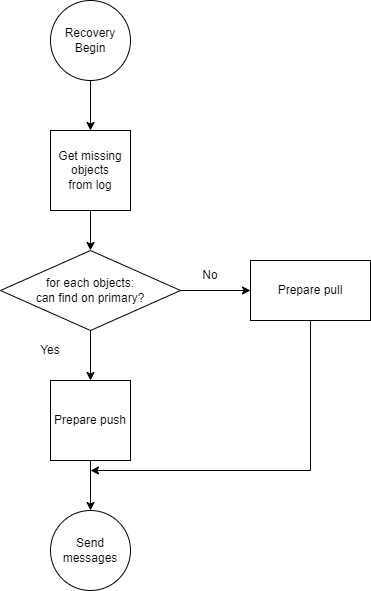 Recovery
Begin
Get missing
objects
from log
for each objects:
can find on primary?
No
Prepare pull
Yes
Prepare push
Send
messages